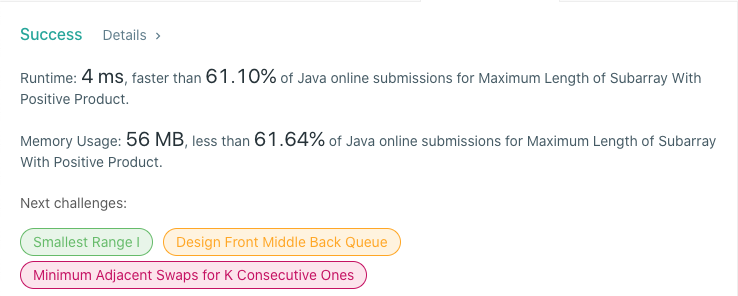 Success Details >
Runtime: 4 ms, faster than 61.10% of Java online submissions for Maximum Length of Subarray With
Positive Product.
Memory Usage: 56 MB, less than 61.64% of Java online submissions for Maximum Length of Subarray
With Positive Product.
Next challenges:
Smallest Range I Design Front Middle Back Queue
Minimum Adjacent Swaps for K Consecutive Ones